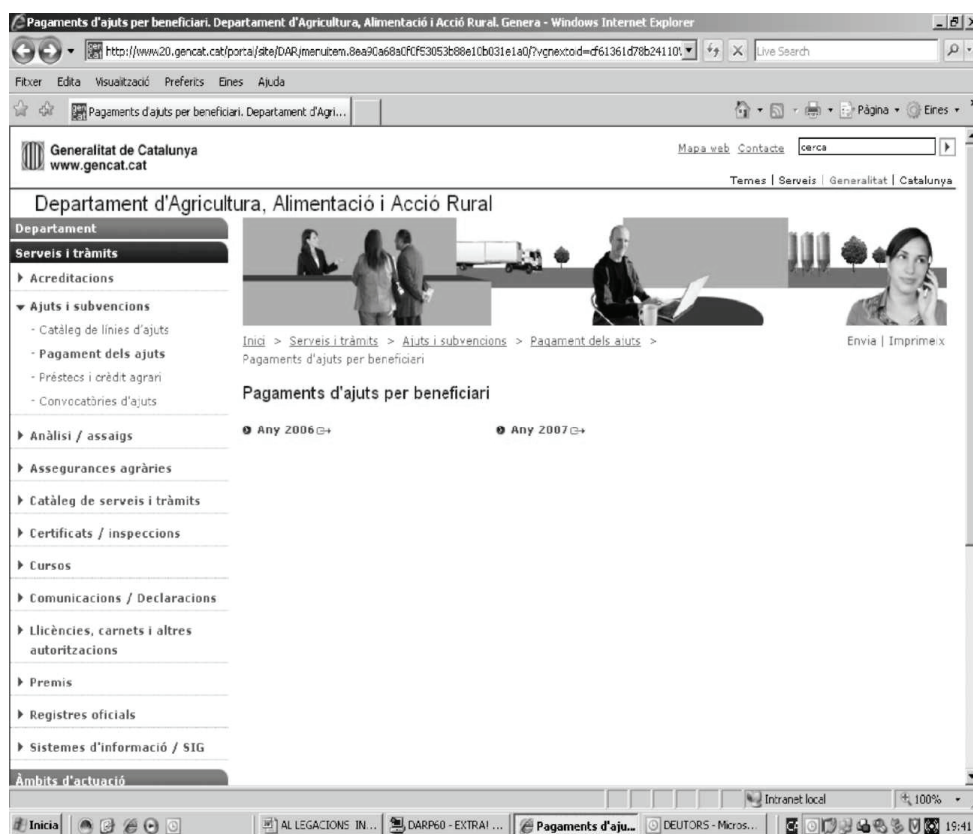 Pagaments d'ajuts per beneficiari. Departament d'Agricultura, Alimentació i Acció Rural. Genera - Windows Internet Explorer
Live Search
Fitxer Edita Visualització Preferits Eines Ajuda
Pagaments d'ajuts per beneficiari. Departament d'Agri...
Pàgina Eines
Generalitat de Catalunya
www.gencat.cat
Mapa web Contacte cerca
Temes | Serveis | Generalitat | Catalunya
Departament d'Agricultura, Alimentació i Acció Rural
Departament
Serveis i tràmits
Acreditacions
Ajuts i subvencions
- Catàleg de línies d'ajuts
- Pagament dels ajuts
- Préstecs i crèdit agrari
- Convocatòries d'ajuts
Anàlisi / assaigs
Assegurances agràries
Catàleg de serveis i tràmits
Certificats / inspeccions
Cursos
Comunicacions / Declaracions
Llicències, carnets i altres
autoritzacions
Premis
Registres oficials
Sistemes d'informació / SIG
Àmbits d'actuació
Inici > Serveis i tràmits > Ajuts i subvencions > Pagament dels ajuts >
Pagaments d'ajuts per beneficiari
Envia | Imprimeix
Pagaments d'ajuts per beneficiari
Any 2006
Any 2007
Intranet local
100%
Inicia
AL LEGACIONS IN...
DARP60 - EXTRA! ...
Pagaments d'aju...
DEUTORS - Micros...
19:41